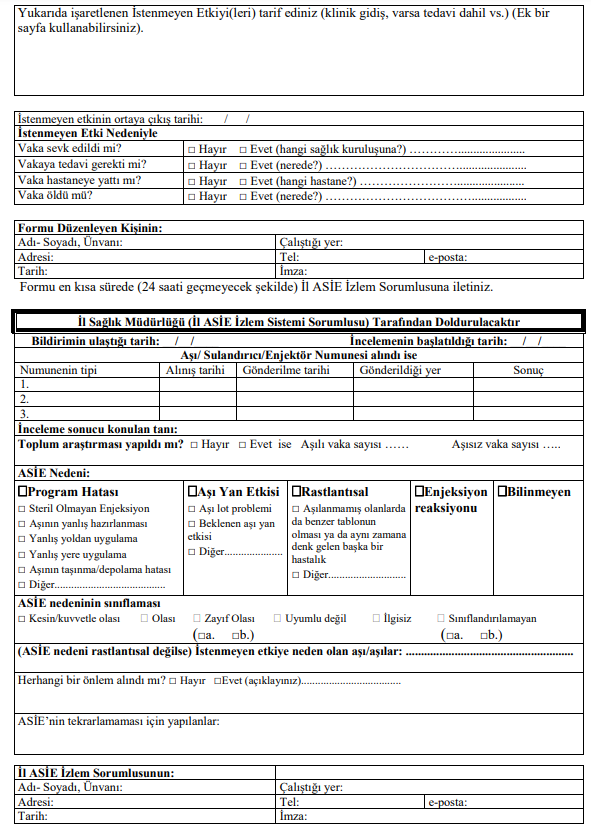 Yukarıda işaretlenen İstenmeyen Etkiyi(leri) tarif ediniz (klinik gidiş, varsa tedavi dahil vs.) (Ek bir
sayfa kullanabilirsiniz).
İstenmeyen etkinin ortaya çıkış tarihi: / /
İstenmeyen Etki Nedeniyle
Vaka sevk edildi mi? □ Hayır □ Evet (hangi sağlık kuruluşuna?) …………......................
Vakaya tedavi gerekti mi? □ Hayır □ Evet (nerede?) ……………………………......................
Vaka hastaneye yattı mı? □ Hayır □ Evet (hangi hastane?) ……………………......................
Vaka öldü mü? □ Hayır □ Evet (nerede?) ……………………………......................
Formu Düzenleyen Kişinin:
Adı- Soyadı, Ünvanı: Çalıştığı yer:
Adresi: Tel: e-posta:
Tarih: İmza:
Formu en kısa sürede (24 saati geçmeyecek şekilde) İl ASİE İzlem Sorumlusuna iletiniz.
İl Sağlık Müdürlüğü (İl ASİE İzlem Sistemi Sorumlusu) Tarafından Doldurulacaktır
Bildirimin ulaştığı tarih: / / İncelemenin başlatıldığı tarih: / /
Aşı/ Sulandırıcı/Enjektör Numunesi alındı ise
Numunenin tipi Alınış tarihi Gönderilme tarihi Gönderildiği yer Sonuç
1.
2.
3.
İnceleme sonucu konulan tanı:
Toplum araştırması yapıldı mı? □ Hayır □ Evet ise Aşılı vaka sayısı …… Aşısız vaka sayısı …..
ASİE Nedeni:
□Program Hatası
□ Steril Olmayan Enjeksiyon
□ Aşının yanlış hazırlanması
□ Yanlış yoldan uygulama
□ Yanlış yere uygulama
□ Aşının taşınma/depolama hatası
□ Diğer......................................
□Aşı Yan Etkisi
□ Aşı lot problemi
□ Beklenen aşı yan
etkisi
□ Diğer....................
□Rastlantısal
□ Aşılanmamış olanlarda
da benzer tablonun
olması ya da aynı zamana
denk gelen başka bir
hastalık
□ Diğer..........................
□Enjeksiyon
reaksiyonu
□Bilinmeyen
ASİE nedeninin sınıflaması
□ Kesin/kuvvetle olası □ Olası □ Zayıf Olası □ Uyumlu değil □ İlgisiz □ Sınıflandırılamayan
(□a. □b.) (□a. □b.)
(ASİE nedeni rastlantısal değilse) İstenmeyen etkiye neden olan aşı/aşılar: ........................................................
Herhangi bir önlem alındı mı? □ Hayır □Evet (açıklayınız).................................
ASİE’nin tekrarlamaması için yapılanlar:
İl ASİE İzlem Sorumlusunun:
Adı- Soyadı, Ünvanı: Çalıştığı yer:
Adresi: Tel: e-posta:
Tarih: İmza: